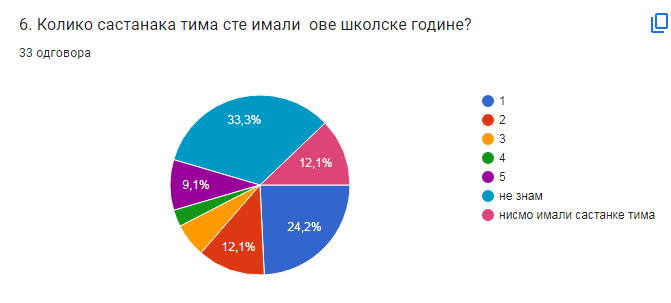 6. Колико састанака тима сте имали ове школске године?
33 одговора
33,3%
12,1%
9,1%
12,1%
24,2%
1
2
3
4
5
не знам
нисмо имали састанке тима